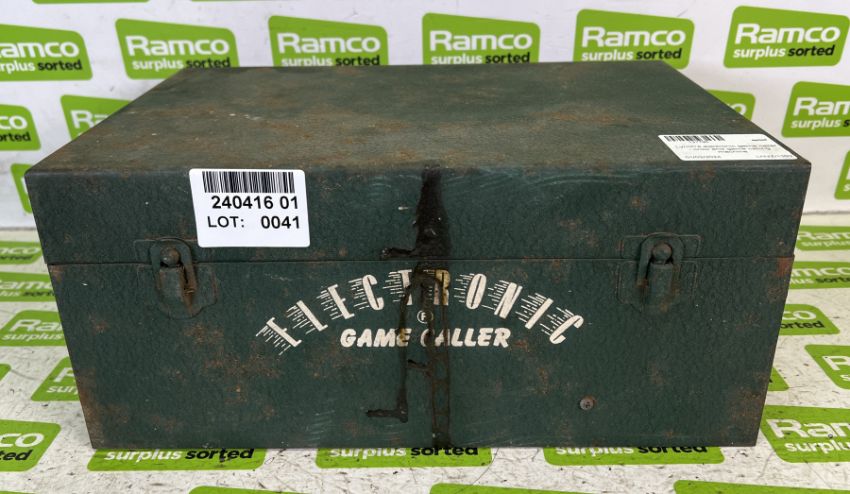 Ramco
surplus sorted
240416 01
LOT: 0041
ELECTRONIC
GAME CALLER